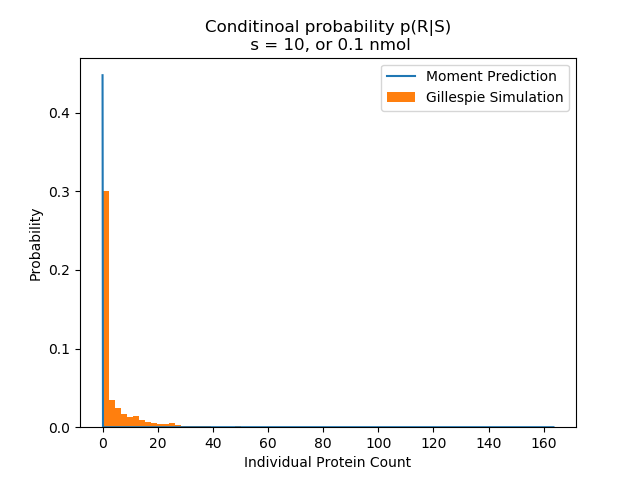 Conditinoal probability p(R|S)
s = 10, or 0.1 nmol
Moment Prediction
Gillespie Simulation
0.4
0.3
0.2
0.1
0.0
Probability
0 20 40 60 80 100 120 140 160
Individual Protein Count